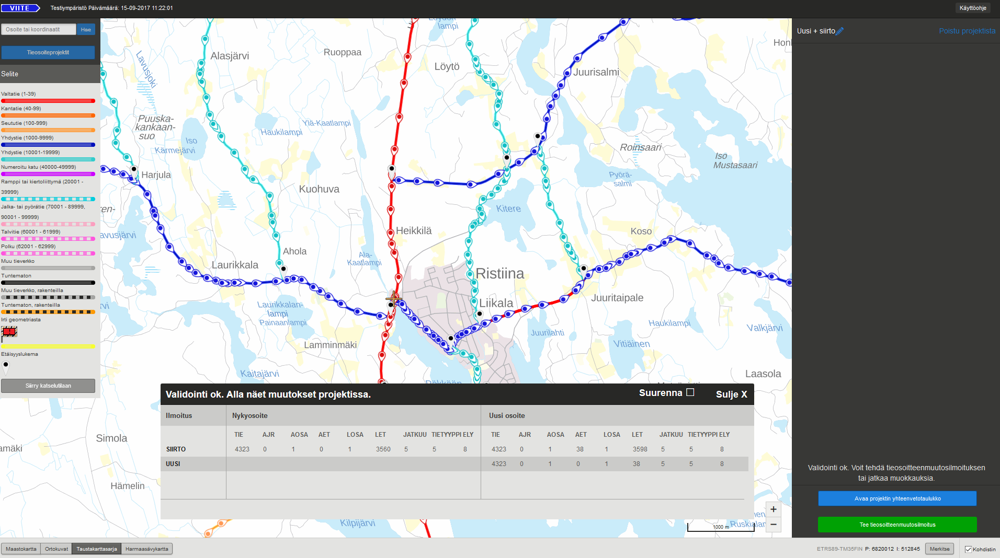 VIITE
Testiympäristö Päivämäärä: 15-09-2017 11:22:01
Käyttöohje
Osoite tai koordinaatit
Hae
Tieosoiteprojektit
Selite
Valtatie (1-39)
Kantatie (40-99)
Seututie (100-999)
Yhdystie (1000-9999)
Yhdystie (10001-19999)
Numeroitu katu (40000-49999)
Ramppi tai kiertoliittymä (20001 -
39999)
Jalka- tai pyörätie (70001 - 89999,
90001 - 99999)
Talvitie (60001 - 61999)
Polku (62001 - 62999)
Muu tieverkko
Tuntematon
Muu tieverkko, rakenteilla
Tuntematon, rakenteilla
Irti geometriasta
Etäisyyslukema
Siirry katselutilaan
Uusi + siirto
Poistu projektista
lampi
Alasjärvi
Ruoppaa
Löytö
Juurisalmi
Lavusjoki
Puuska-
kankaan-
suo
Iso
Kärmejärvi
Haukilampi
Ylä-Kaatlampi
Roinsaari
Iso
Mustasaari
Harjula
Kuohuva
Pyörä-
salmi
Kitere
Heikkilä
Koso
Ahola
Laurikkala
Ala-
Kaatlampi
Ristiina
Liikala
Juuritaipale
Laurikkalan-
lampi
Painaanlampi
Juurilahti
Haukilampi
Valkjärvi
Vitiäinen
Lamminmäki
Kaitajärvi
Laasola
Simola
Hämelin
Kilpijärvi
Validointi ok. Alla näet muutokset projektissa.
Suurenna
Sulje X
Ilmoitus Nykyosoite Uusi osoite
TIE AJR AOSA AET LOSA LET JATKUU TIETYYPPI ELY TIE AJR AOSA AET LOSA LET JATKUU TIETYYPPI ELY
SIIRTO 4323 0 1 0 1 3560 5 5 8 4323 0 1 38 1 3598 5 5 8
UUSI 4323 0 1 0 1 38 5 5 8
Validointi ok. Voit tehdä tieosoitteenmuutosilmoituksen
tai jatkaa muokkauksia.
Avaa projektin yhteenvetotaulukko
Tee tieosoitteenmuutosilmoitus
+
−
1000 m
Maastokartta
Ortokuvat
Taustakarttasarja
Harmaasävykartta
ETRS89-TM35FIN P: 6820012 I: 512845
Merkitse
Kohdistin